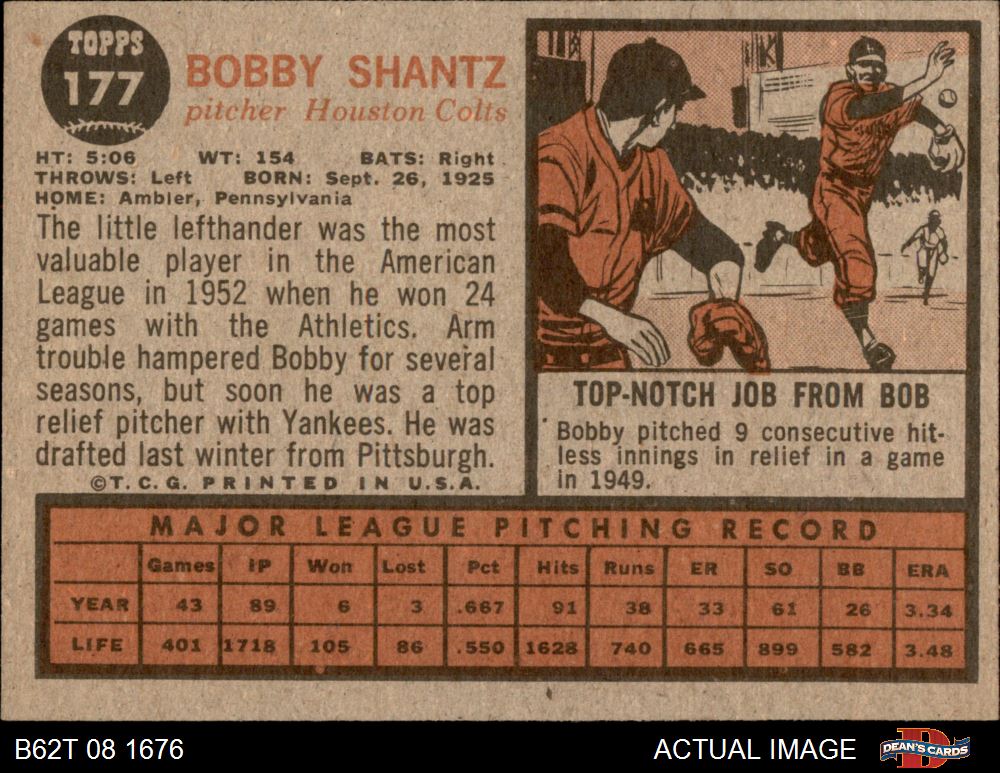 TOPPS
177
BOBBY SHANTZ
pitcher Houston Colts
HT: 5:06 WT: 154 BATS: Right
THROWS: Left BORN: Sept. 26, 1925
HOME: Ambler, Pennsylvania
The little lefthander was the most
valuable player in the American
League in 1952 when he won 24
games with the Athletics. Arm
trouble hampered Bobby for several
seasons, but soon he was a top
relief pitcher with Yankees. He was
drafted last winter from Pittsburgh.
©T.C.G. PRINTED IN U.S.A.
TOP-NOTCH JOB FROM BOB
Bobby pitched 9 consecutive hit-
less innings in relief in a game
in 1949.
MAJOR LEAGUE PITCHING RECORD
Games IP Won Lost Pct Hits Runs ER SO BB ERA
YEAR 43 89 6 3 .667 91 38 33 61 26 3.34
LIFE 401 1718 105 86 .550 1628 740 665 899 582 3.48
B62T 08 1676 ACTUAL IMAGE DEAN'S CARDS